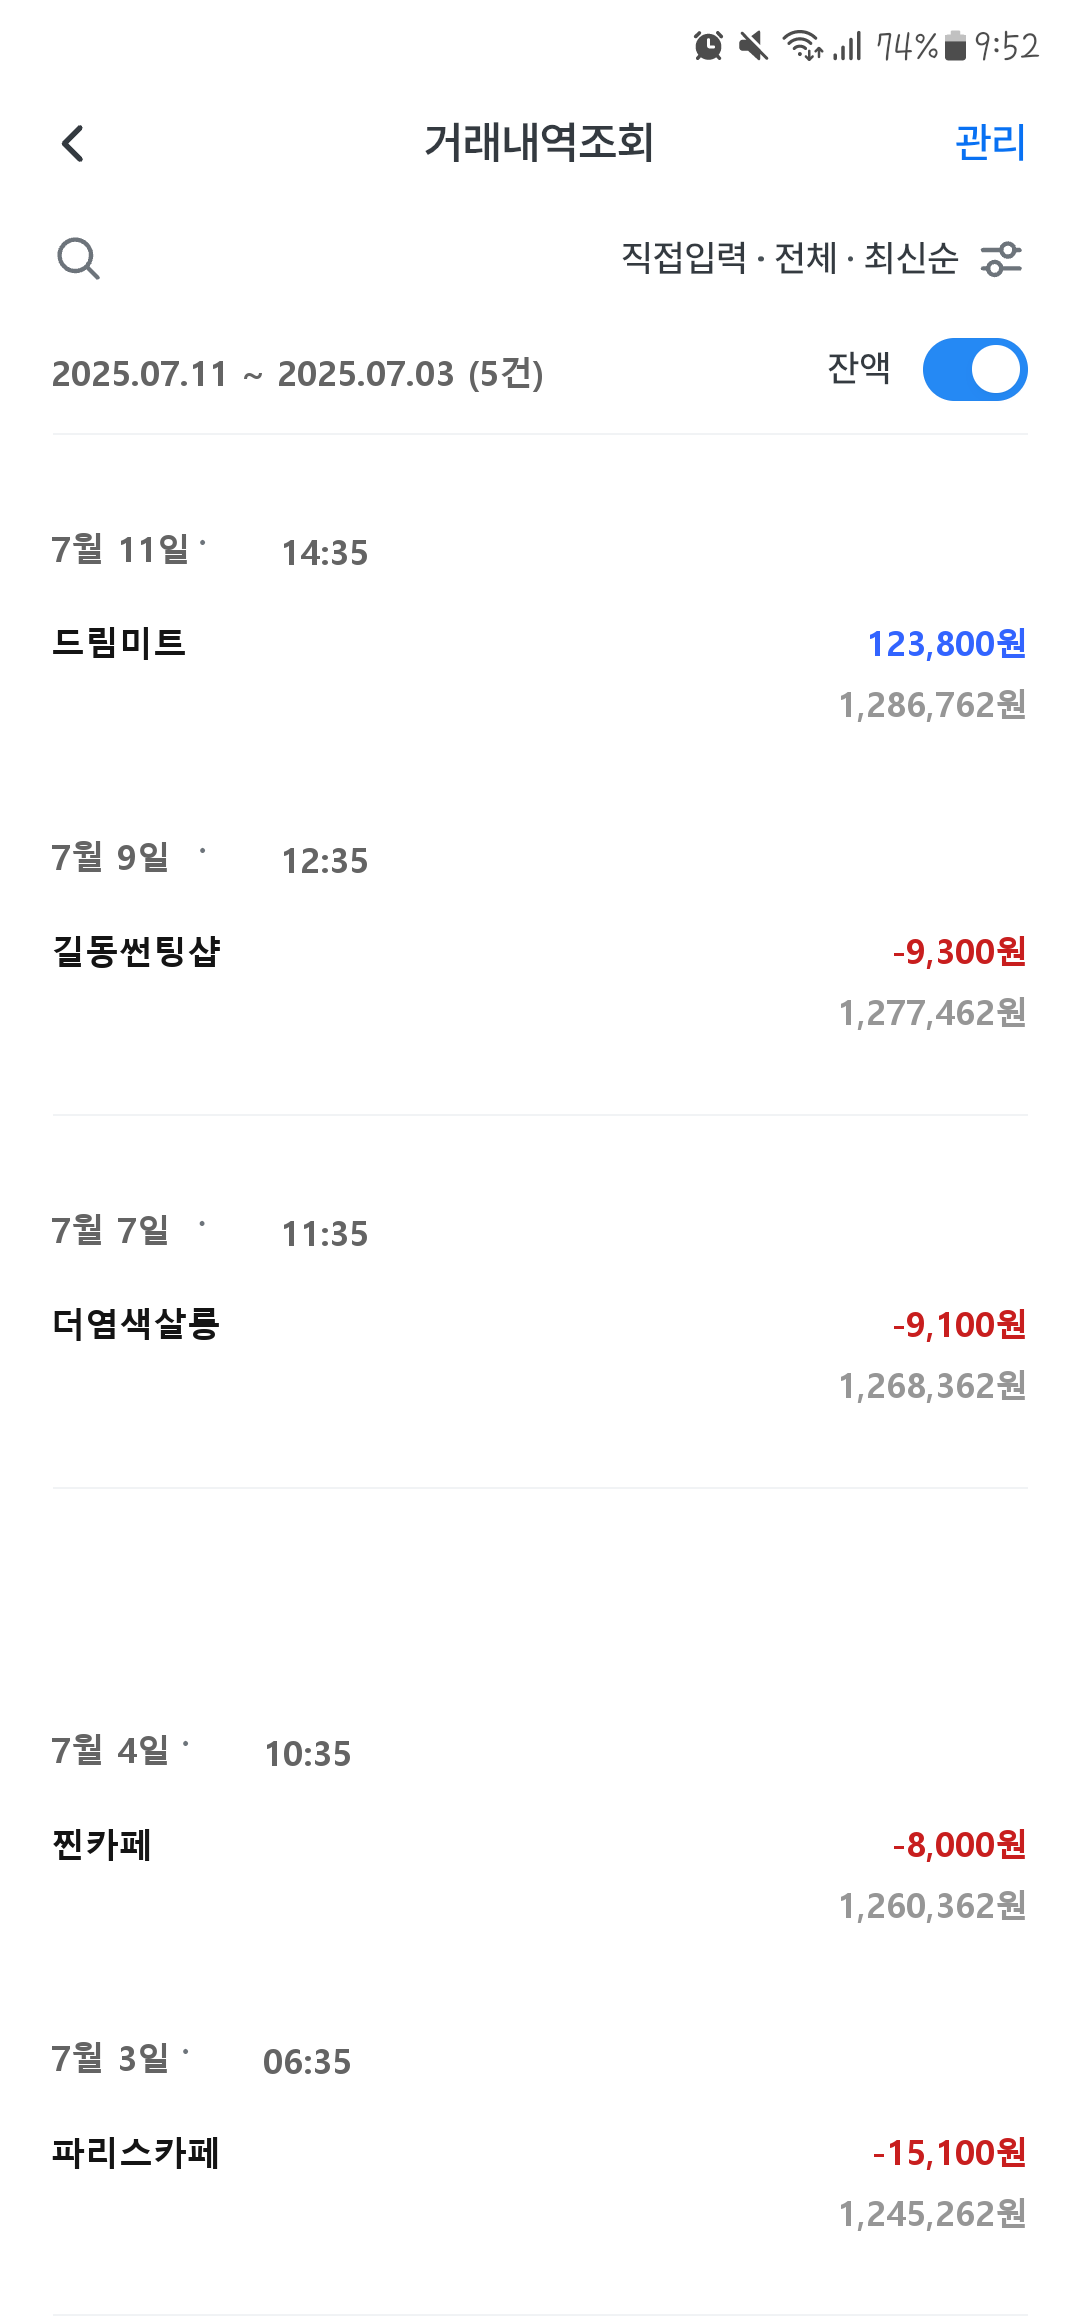 74% 9:52
거래내역조회 관리
직접입력 · 전체 · 최신순
2025.07.11 ~ 2025.07.03 (5건) 잔액
7월 11일 · 14:35
드림미트 123,800원
1,286,762원
7월 9일 · 12:35
길동썬팅샵 -9,300원
1,277,462원
7월 7일 · 11:35
더염색살롱 -9,100원
1,268,362원
7월 4일 · 10:35
찐카페 -8,000원
1,260,362원
7월 3일 · 06:35
파리스카페 -15,100원
1,245,262원